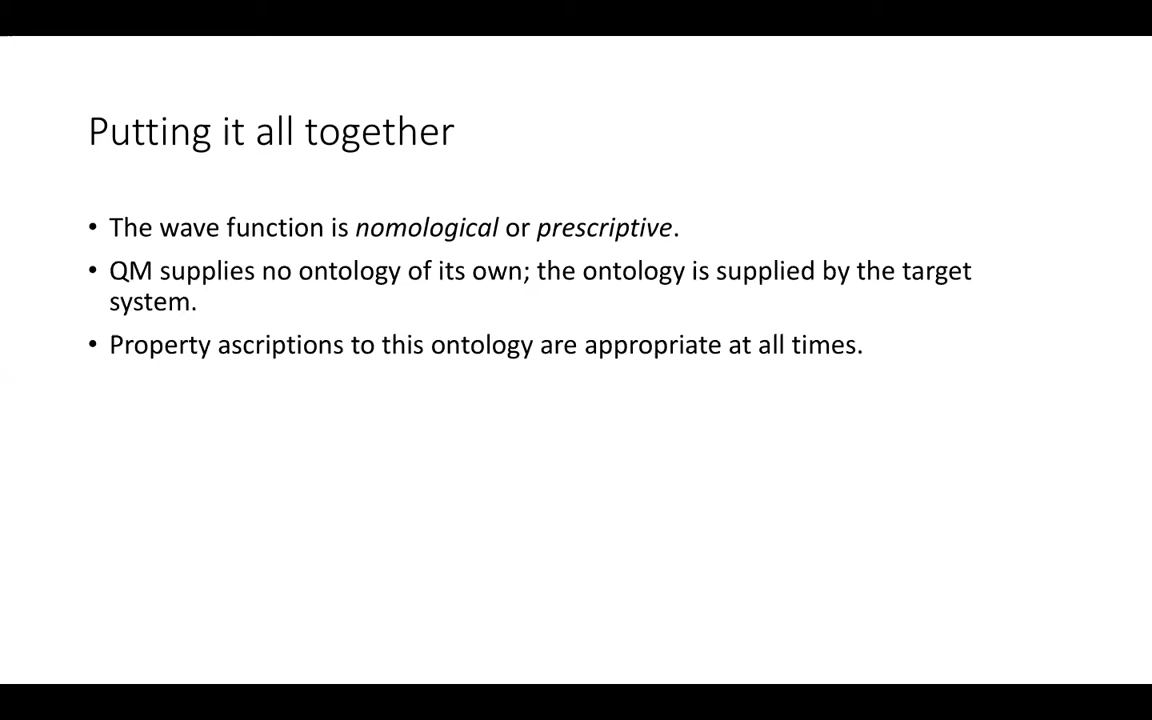 Putting it all together
• The wave function is nomological or prescriptive.
• QM supplies no ontology of its own; the ontology is supplied by the target
system.
• Property ascriptions to this ontology are appropriate at all times.